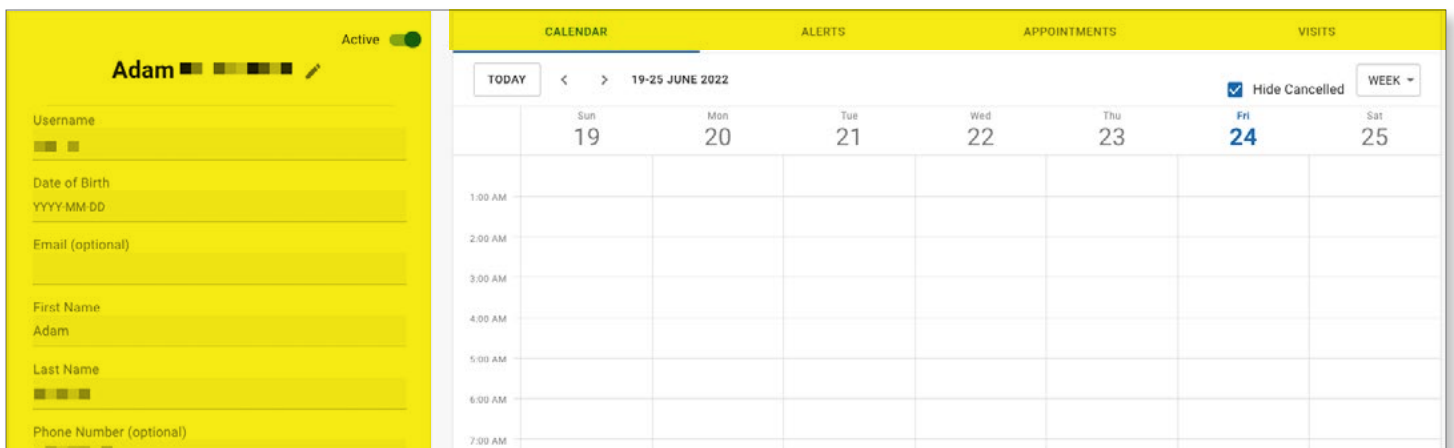 Active
Adam
Username
Date of Birth
YYYY-MM-DD
Email (optional)
First Name
Adam
Last Name
Phone Number (optional)
CALENDAR ALERTS APPOINTMENTS VISITS
TODAY < > 19-25 JUNE 2022 Hide Cancelled WEEK
Sun Mon Tue Wed Thu Fri Sat
19 20 21 22 23 24 25
1:00 AM
2:00 AM
3:00 AM
4:00 AM
5:00 AM
6:00 AM
7:00 AM